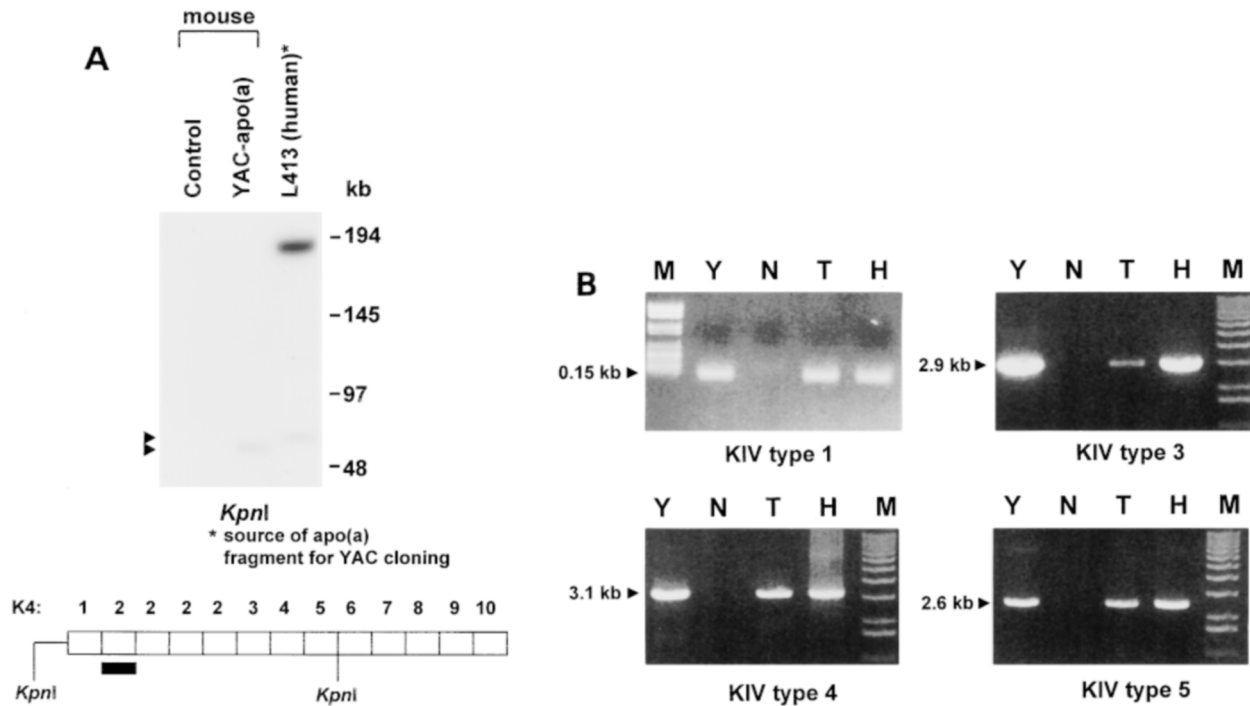 A
mouse
Control
YAC-apo(a)
L413 (human)*
kb
194
145
97
48
KpnI
* source of apo(a)
fragment for YAC cloning
K4: 1 2 2 2 2 3 4 5 6 7 8 9 10
KpnI KpnI
B
M Y N T H
0.15 kb
KIV type 1
Y N T H M
2.9 kb
KIV type 3
Y N T H M
3.1 kb
KIV type 4
Y N T H M
2.6 kb
KIV type 5